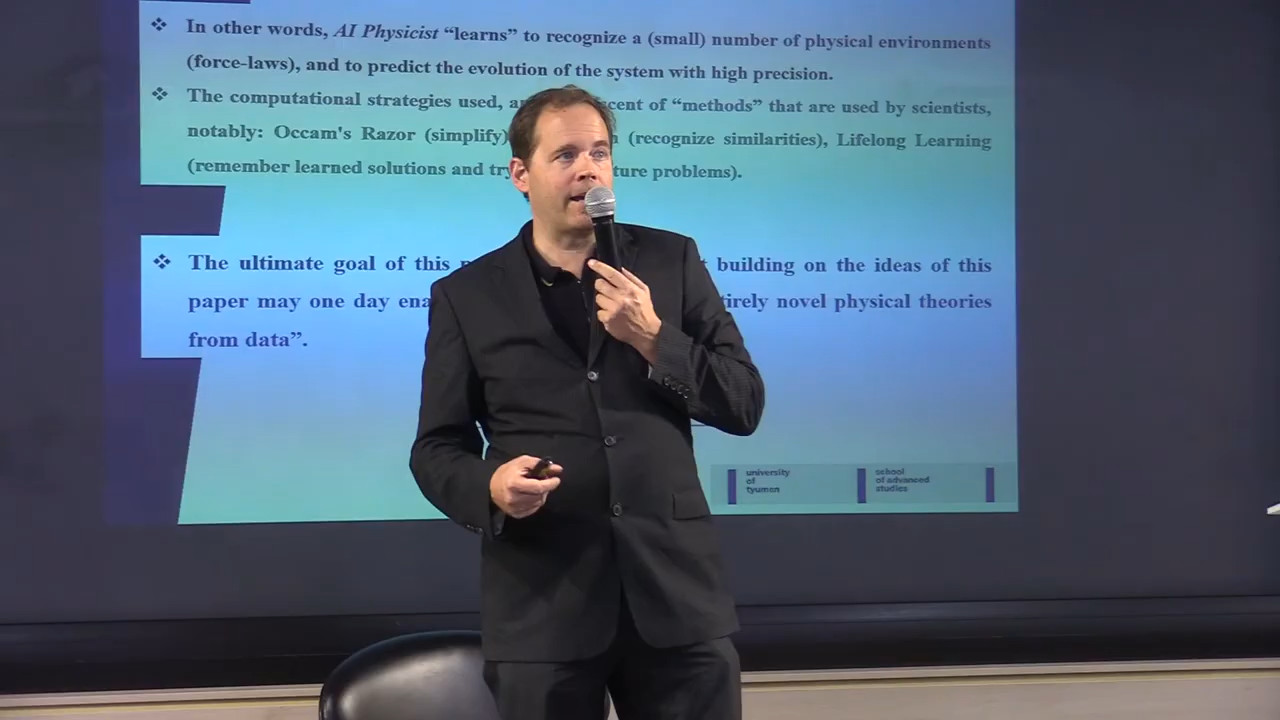 ❖ In other words, AI Physicist “learns” to recognize a (small) number of physical environments
(force-laws), and to predict the evolution of the system with high precision.
❖ The computational strategies used, cent of “methods” that are used by scientists,
notably: Occam's Razor (simplify) (recognize similarities), Lifelong Learning
(remember learned solutions and try ture problems).
❖ The ultimate goal of this building on the ideas of this
paper may one day ena tirely novel physical theories
from data”.
university
of
tyumen
school
of advanced
studies